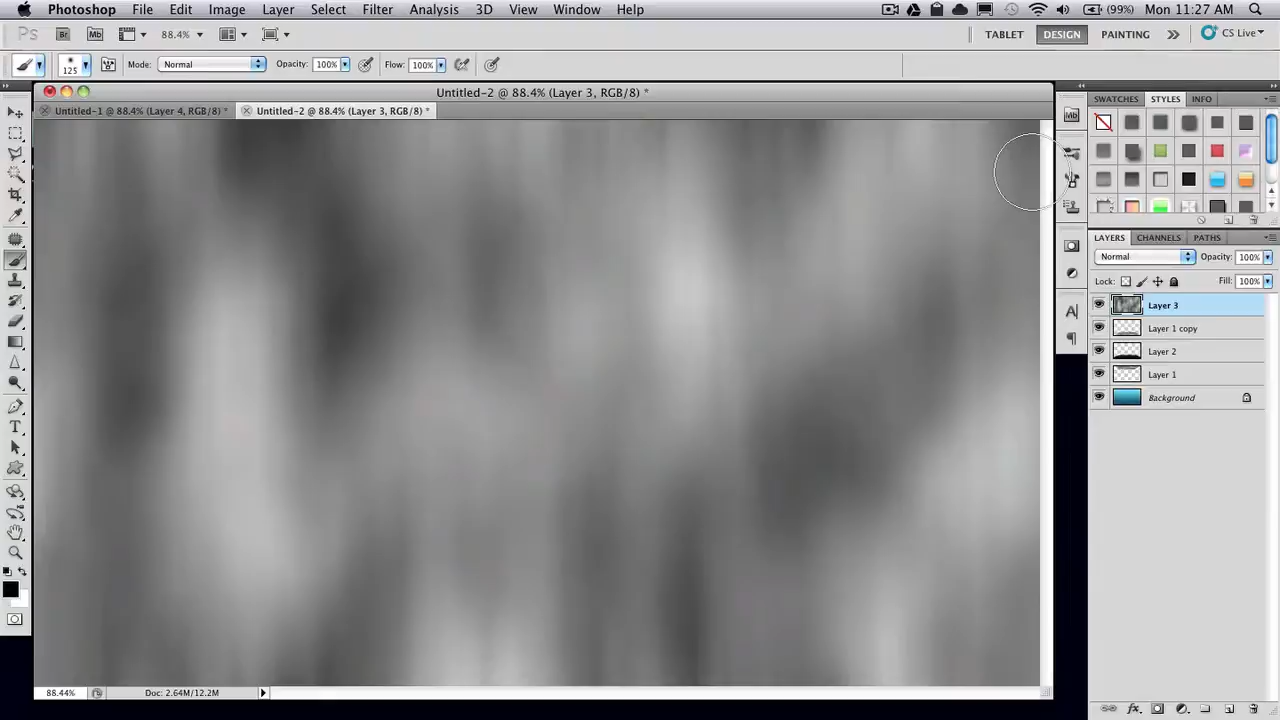 Photoshop File Edit Image Layer Select Filter Analysis 3D View Window Help (99%) Mon 11:27 AM
Ps Br Mb 88.4% TABLET DESIGN PAINTING CS Live
125 Mode: Normal Opacity: 100% Flow: 100%
Untitled-2 @ 88.4% (Layer 3, RGB/8) *
Untitled-1 @ 88.4% (Layer 4, RGB/8) * Untitled-2 @ 88.4% (Layer 3, RGB/8) *
SWATCHES STYLES INFO
Mb
LAYERS CHANNELS PATHS
Normal Opacity: 100%
Lock: Fill: 100%
Layer 3
Layer 1 copy
Layer 2
Layer 1
Background
88.44% Doc: 2.64M/12.2M